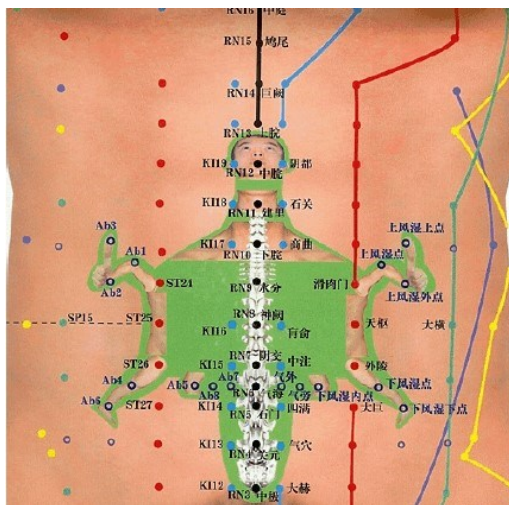 RN16 中庭
RN15 鸠尾
RN14 巨阙
RN13 上脘
KI19 阴都
RN12 中脘
KI18 石关
RN11 建里
Ab3 KI17 商曲 上风湿上点
RN10 下脘
Ab1 上风湿点
Ab2 ST24 RN9 水分 滑肉门 上风湿外点
RN8 神阙
SP15 ST25 KI16 肓俞 天枢 大横
RN7 阴交
ST26 KI15 中注 外陵
Ab7 气外
Ab4 Ab5 下风湿点
Ab8 RN6 气海 气旁 下风湿内点
Ab6 ST27 KI14 四满 大巨 下风湿下点
RN5 石门
KI13 气穴
RN4 关元
KI12 大赫
RN3 中极